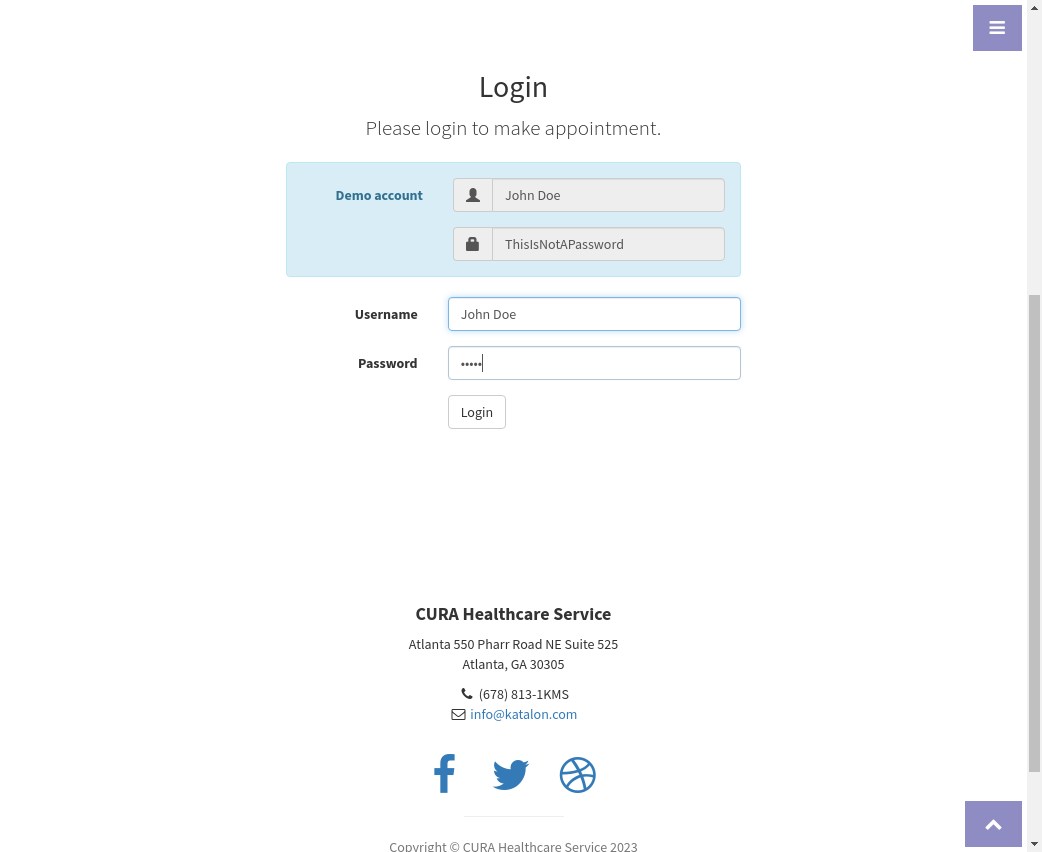 Login
Please login to make appointment.
Demo account
John Doe
ThisIsNotAPassword
Username
John Doe
Password
•••••
Login
CURA Healthcare Service
Atlanta 550 Pharr Road NE Suite 525
Atlanta, GA 30305
(678) 813-1KMS
info@katalon.com
Copyright © CURA Healthcare Service 2023